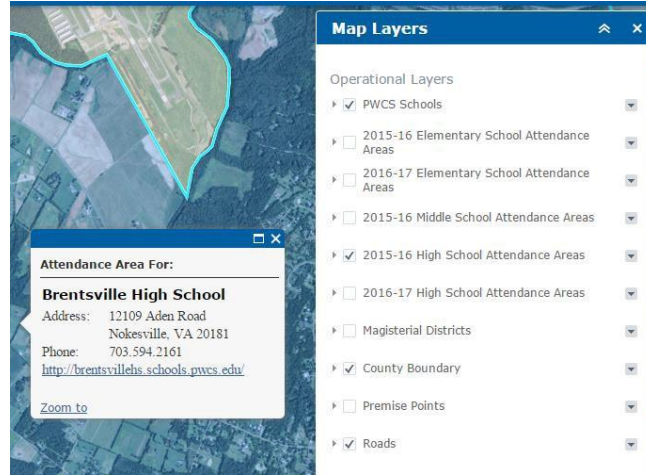 Map Layers
Operational Layers
PWCS Schools
2015-16 Elementary School Attendance
Areas
2016-17 Elementary School Attendance
Areas
2015-16 Middle School Attendance Areas
2015-16 High School Attendance Areas
2016-17 High School Attendance Areas
Magisterial Districts
County Boundary
Premise Points
Roads
Attendance Area For:
Brentsville High School
Address: 12109 Aden Road
Nokesville, VA 20181
Phone: 703.594.2161
http://brentsvillehs.schools.pwcs.edu/
Zoom to